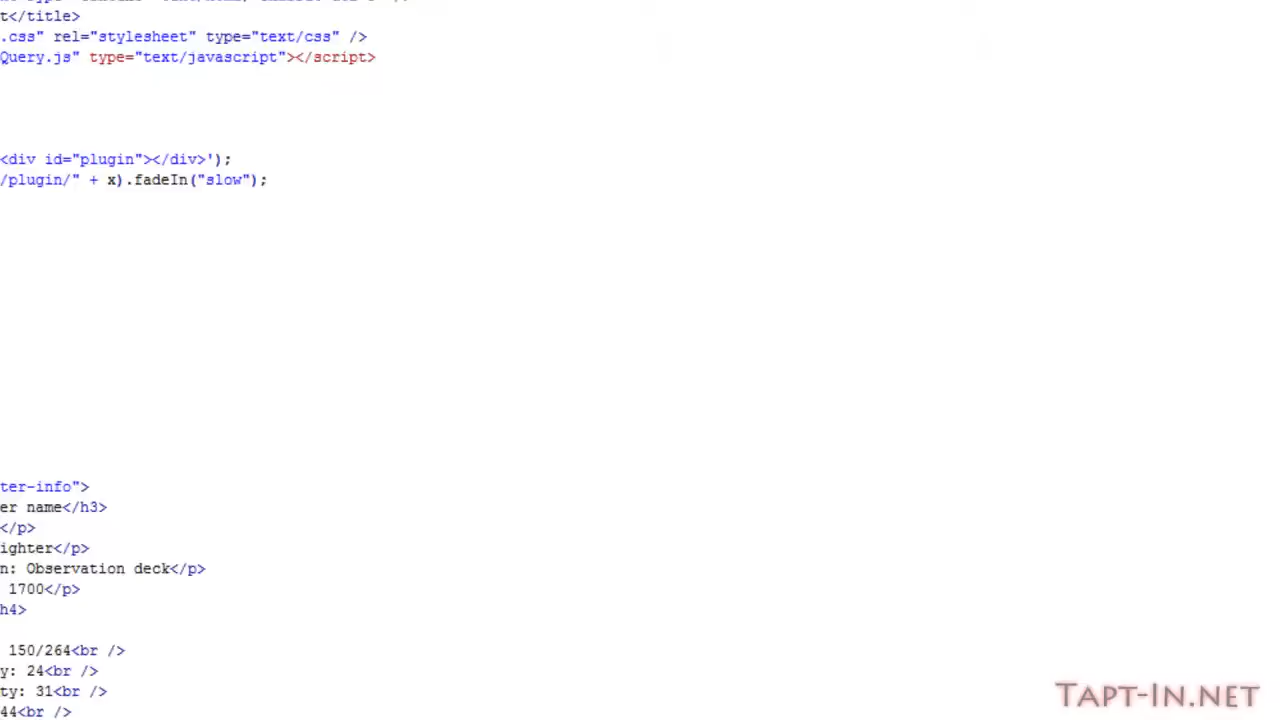 t</title>
.css" rel="stylesheet" type="text/css" />
Query.js" type="text/javascript"></script>
<div id="plugin"></div>');
/plugin/" + x).fadeIn("slow");
ter-info">
er name</h3>
</p>
ighter</p>
n: Observation deck</p>
1700</p>
h4>
150/264<br />
y: 24<br />
ty: 31<br />
44<br />
TAPT-IN.NET